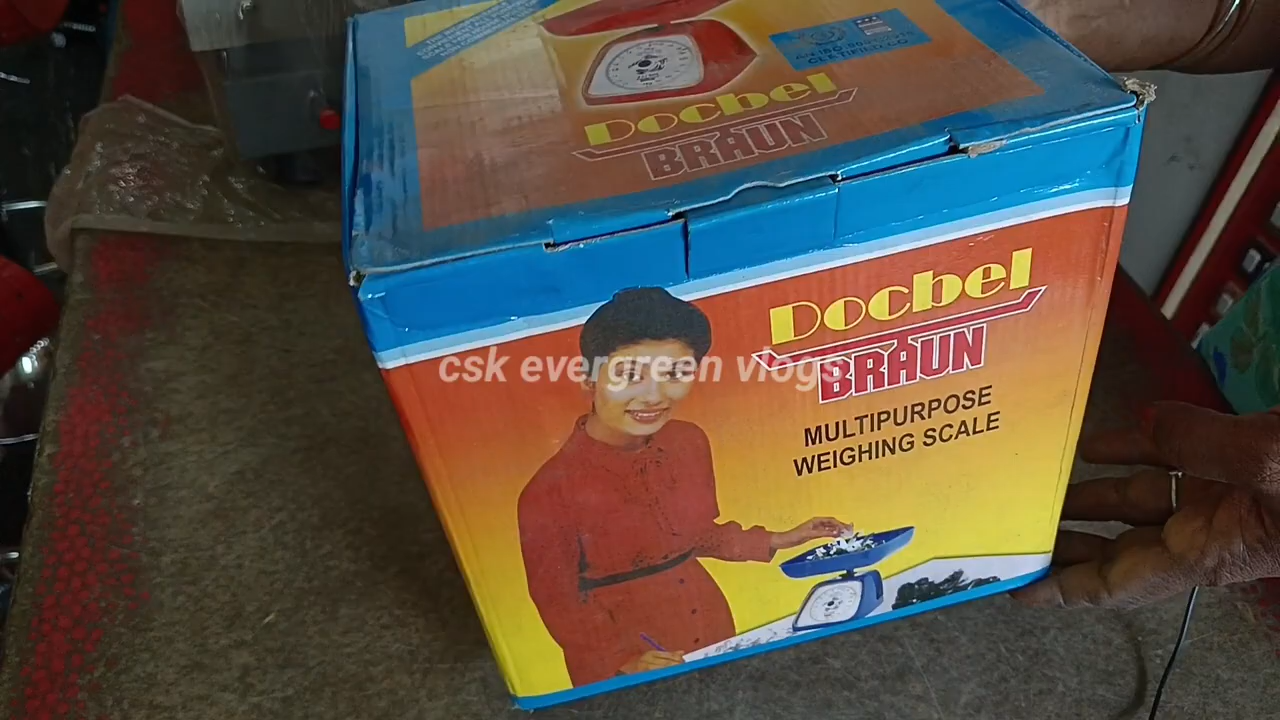 Docbel
BRAUN
Docbel
BRAUN
csk evergreen vlogs
MULTIPURPOSE
WEIGHING SCALE